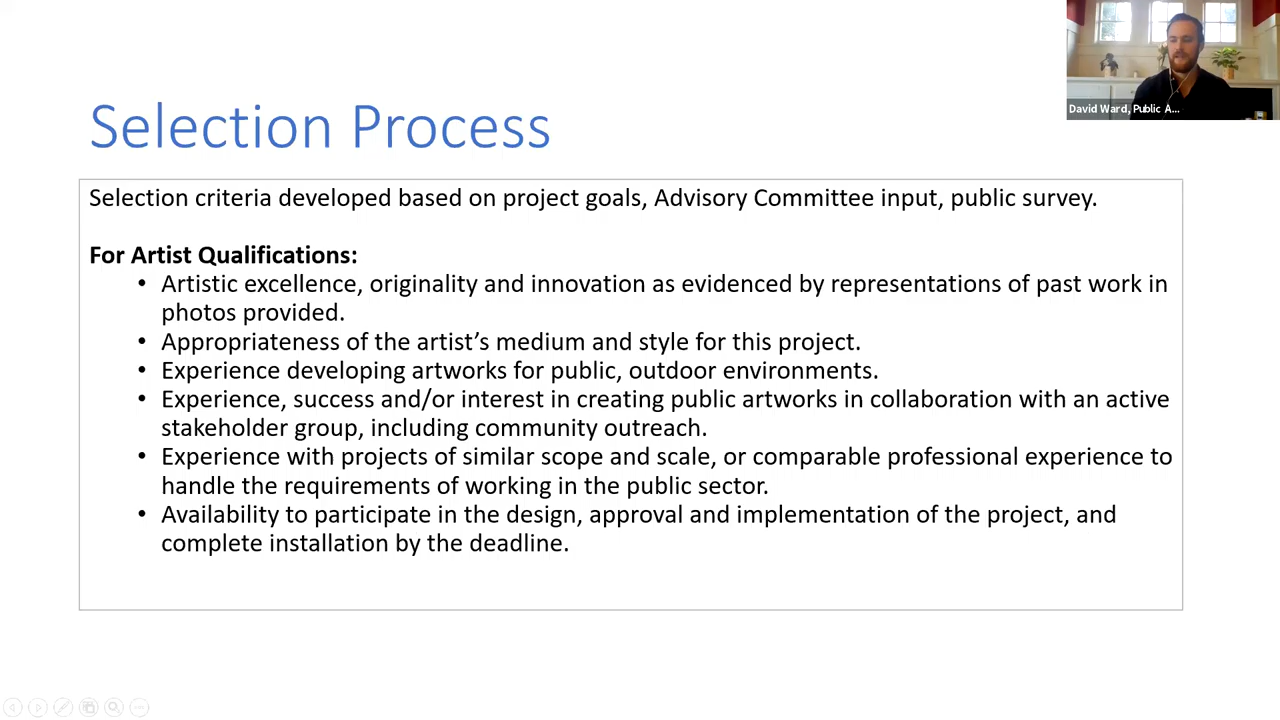 Selection Process
David Ward, Public A...
Selection criteria developed based on project goals, Advisory Committee input, public survey.
For Artist Qualifications:
• Artistic excellence, originality and innovation as evidenced by representations of past work in
photos provided.
• Appropriateness of the artist’s medium and style for this project.
• Experience developing artworks for public, outdoor environments.
• Experience, success and/or interest in creating public artworks in collaboration with an active
stakeholder group, including community outreach.
• Experience with projects of similar scope and scale, or comparable professional experience to
handle the requirements of working in the public sector.
• Availability to participate in the design, approval and implementation of the project, and
complete installation by the deadline.